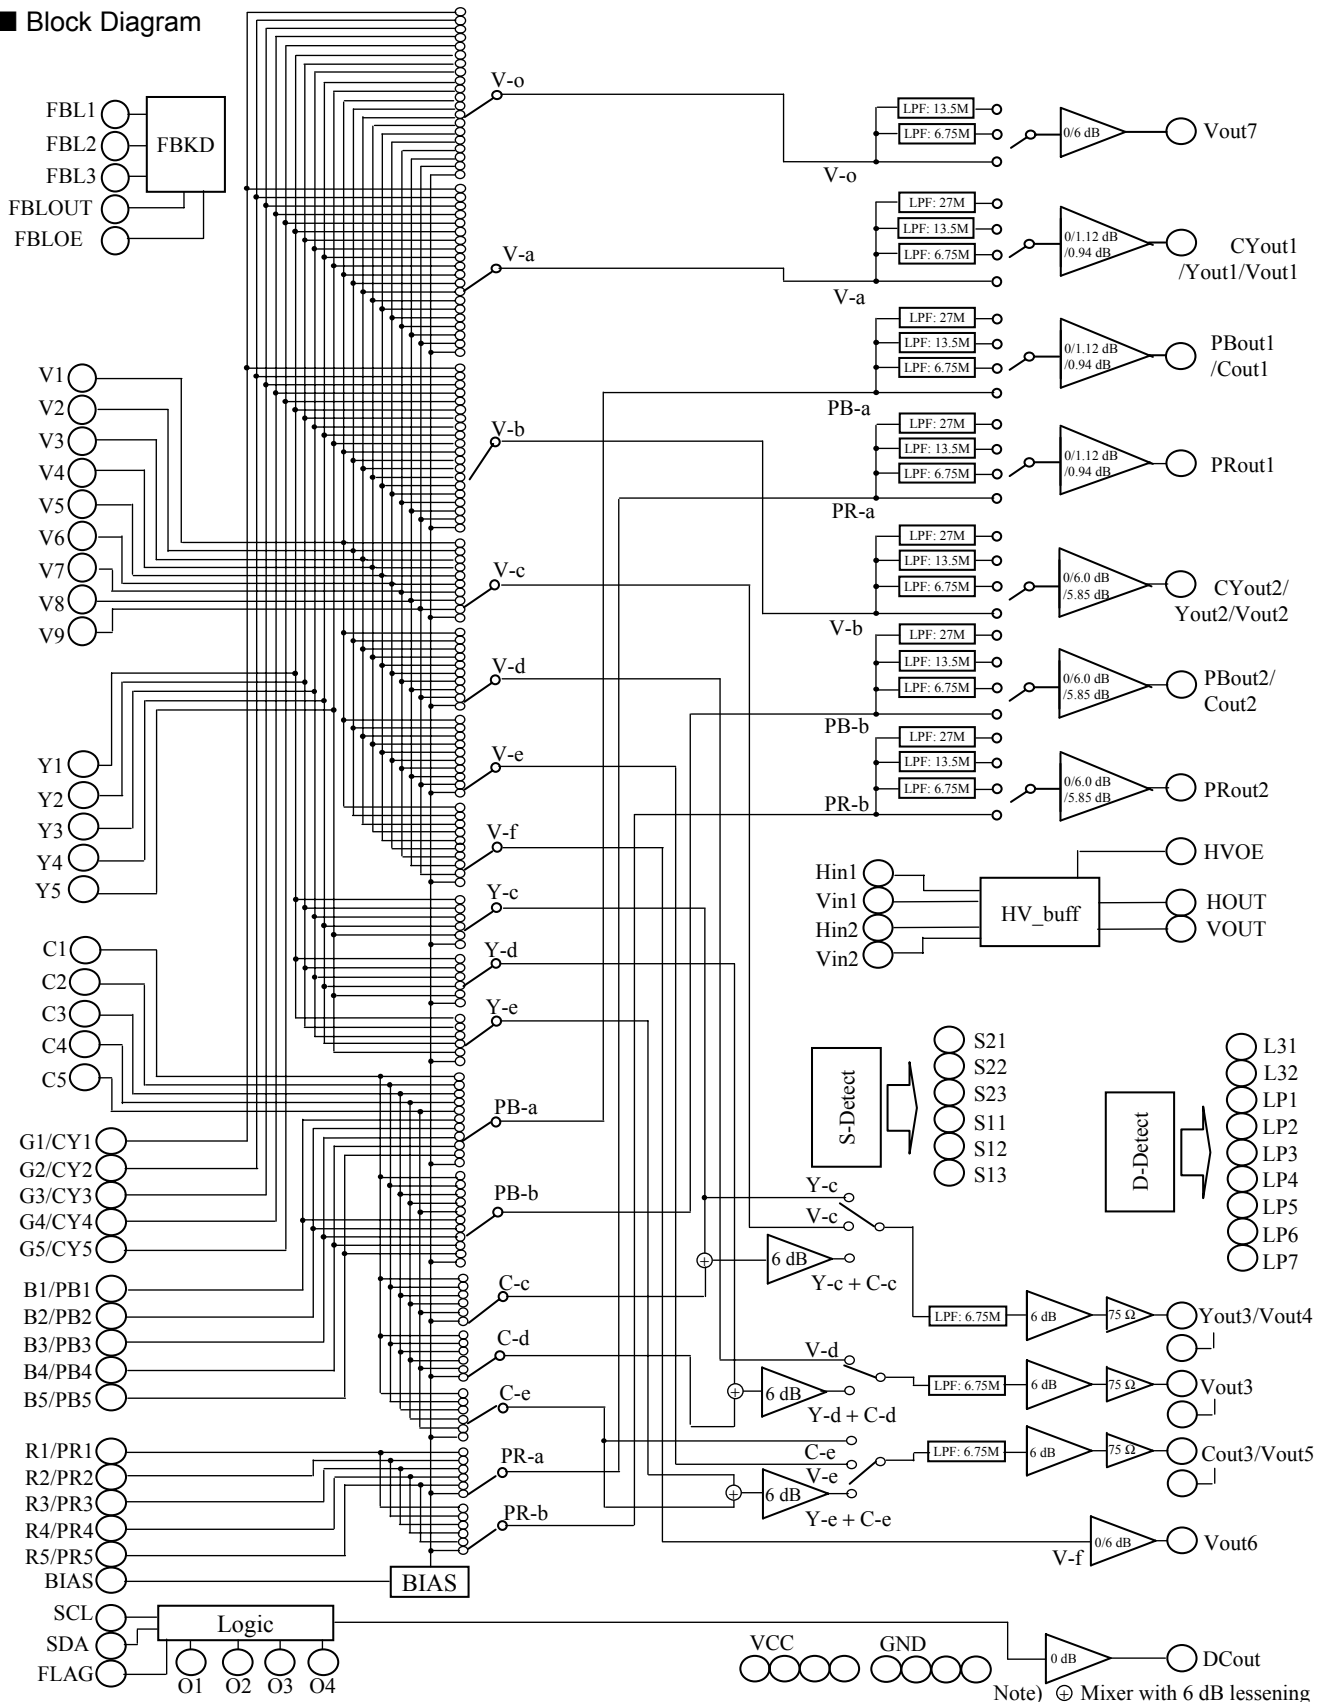 ■ Block Diagram
FBL1
FBL2
FBL3
FBLOUT
FBLOE
FBKD
V1
V2
V3
V4
V5
V6
V7
V8
V9
Y1
Y2
Y3
Y4
Y5
C1
C2
C3
C4
C5
G1/CY1
G2/CY2
G3/CY3
G4/CY4
G5/CY5
B1/PB1
B2/PB2
B3/PB3
B4/PB4
B5/PB5
R1/PR1
R2/PR2
R3/PR3
R4/PR4
R5/PR5
BIAS
BIAS
SCL
SDA
FLAG
Logic
O1 O2 O3 O4
V-o
V-a
V-b
V-c
V-d
V-e
V-f
Y-c
Y-d
Y-e
PB-a
PB-b
C-c
C-d
C-e
PR-a
PR-b
LPF: 13.5M
LPF: 6.75M
V-o
0/6 dB
Vout7
LPF: 27M
LPF: 13.5M
LPF: 6.75M
V-a
0/1.12 dB
/0.94 dB
CYout1
/Yout1/Vout1
LPF: 27M
LPF: 13.5M
LPF: 6.75M
PB-a
0/1.12 dB
/0.94 dB
PBout1
/Cout1
LPF: 27M
LPF: 13.5M
LPF: 6.75M
PR-a
0/1.12 dB
/0.94 dB
PRout1
LPF: 27M
LPF: 13.5M
LPF: 6.75M
V-b
0/6.0 dB
/5.85 dB
CYout2/
Yout2/Vout2
LPF: 27M
LPF: 13.5M
LPF: 6.75M
PB-b
0/6.0 dB
/5.85 dB
PBout2/
Cout2
LPF: 27M
LPF: 13.5M
LPF: 6.75M
PR-b
0/6.0 dB
/5.85 dB
PRout2
Hin1
Vin1
Hin2
Vin2
HV_buff
HVOE
HOUT
VOUT
S-Detect
S21
S22
S23
S11
S12
S13
D-Detect
L31
L32
LP1
LP2
LP3
LP4
LP5
LP6
LP7
Y-c
V-c
+
6 dB
Y-c + C-c
LPF: 6.75M
6 dB
75 Ω
Yout3/Vout4
V-d
+
6 dB
Y-d + C-d
LPF: 6.75M
6 dB
75 Ω
Vout3
C-e
V-e
+
6 dB
Y-e + C-e
LPF: 6.75M
6 dB
75 Ω
Cout3/Vout5
V-f
0/6 dB
Vout6
VCC
GND
0 dB
DCout
Note) ⊕ Mixer with 6 dB lessening